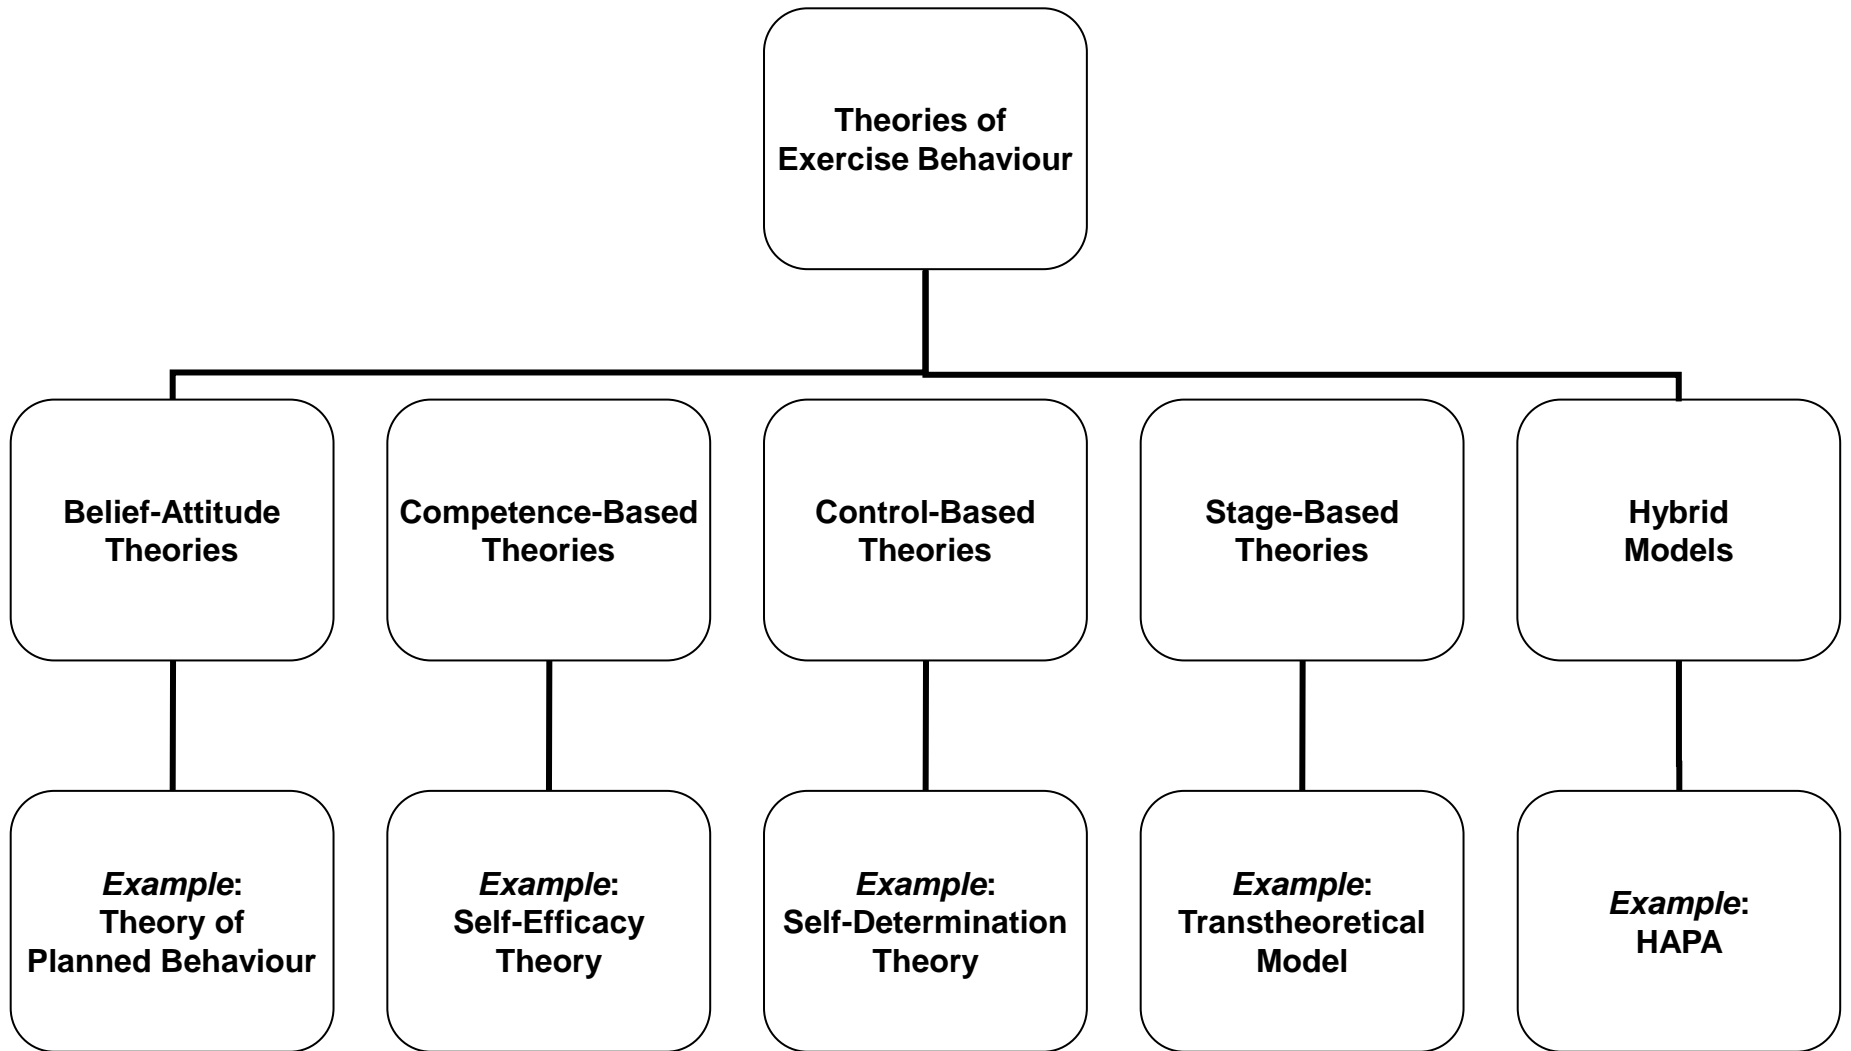 Theories of
Exercise Behaviour
Belief-Attitude
Theories
Competence-Based
Theories
Control-Based
Theories
Stage-Based
Theories
Hybrid
Models
Example:
Theory of
Planned Behaviour
Example:
Self-Efficacy
Theory
Example:
Self-Determination
Theory
Example:
Transtheoretical
Model
Example:
HAPA